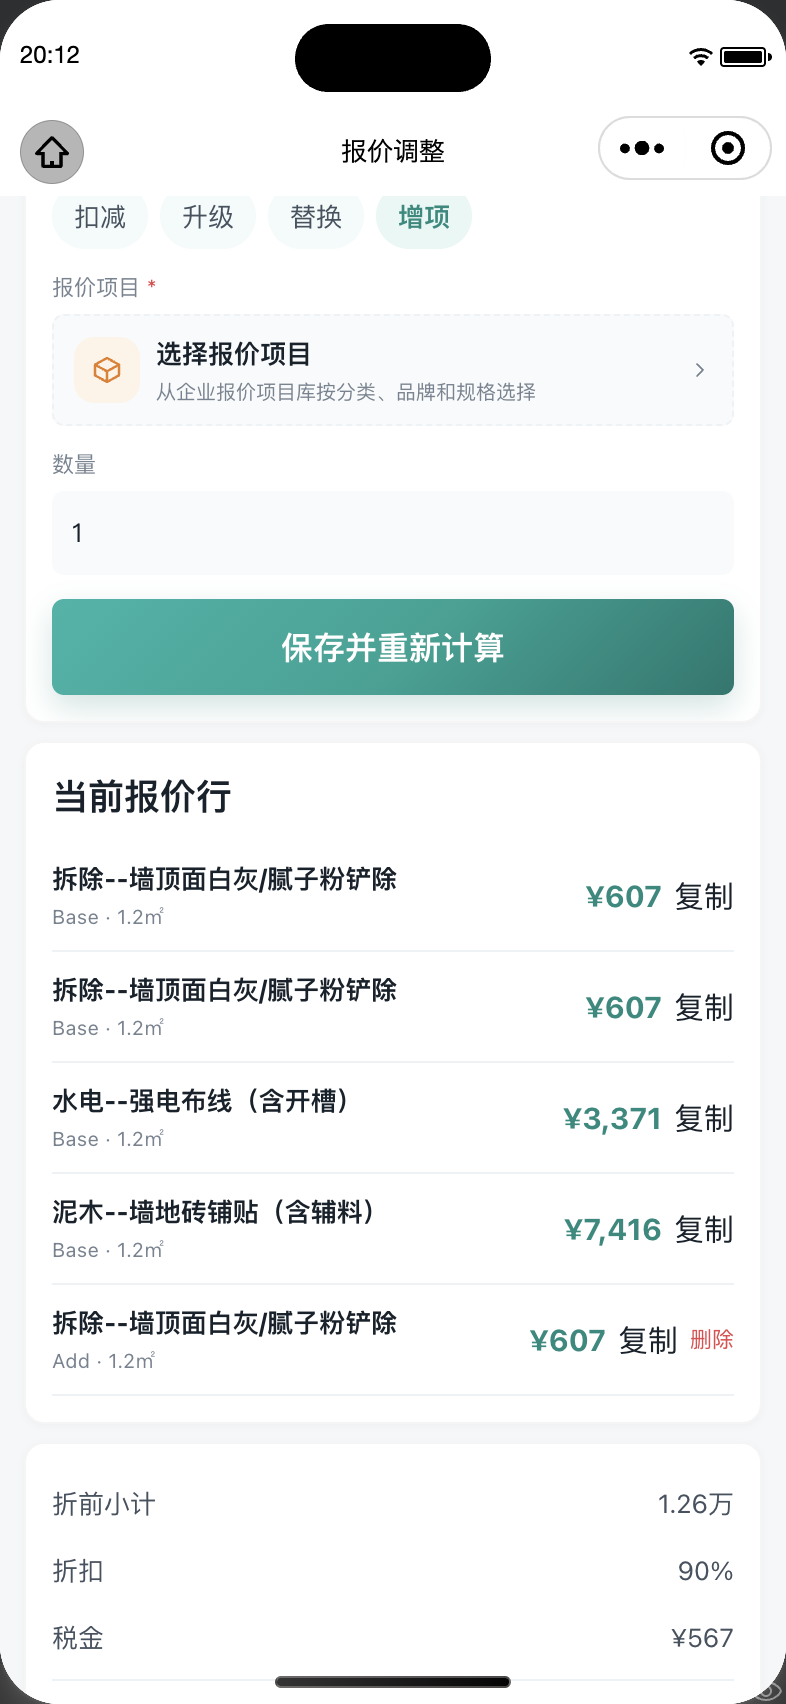 20:12
报价调整
扣减 升级 替换 增项
报价项目 *
选择报价项目
从企业报价项目库按分类、品牌和规格选择
数量
1
保存并重新计算
当前报价行
拆除--墙顶面白灰/腻子粉铲除
Base · 1.2㎡
¥607 复制
拆除--墙顶面白灰/腻子粉铲除
Base · 1.2㎡
¥607 复制
水电--强电布线（含开槽）
Base · 1.2㎡
¥3,371 复制
泥木--墙地砖铺贴（含辅料）
Base · 1.2㎡
¥7,416 复制
拆除--墙顶面白灰/腻子粉铲除
Add · 1.2㎡
¥607 复制 删除
折前小计 1.26万
折扣 90%
税金 ¥567